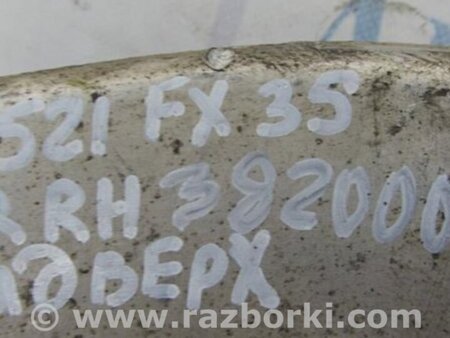 521 FX 35
R RH 382000
ВЕРХ
© www.razborki.com